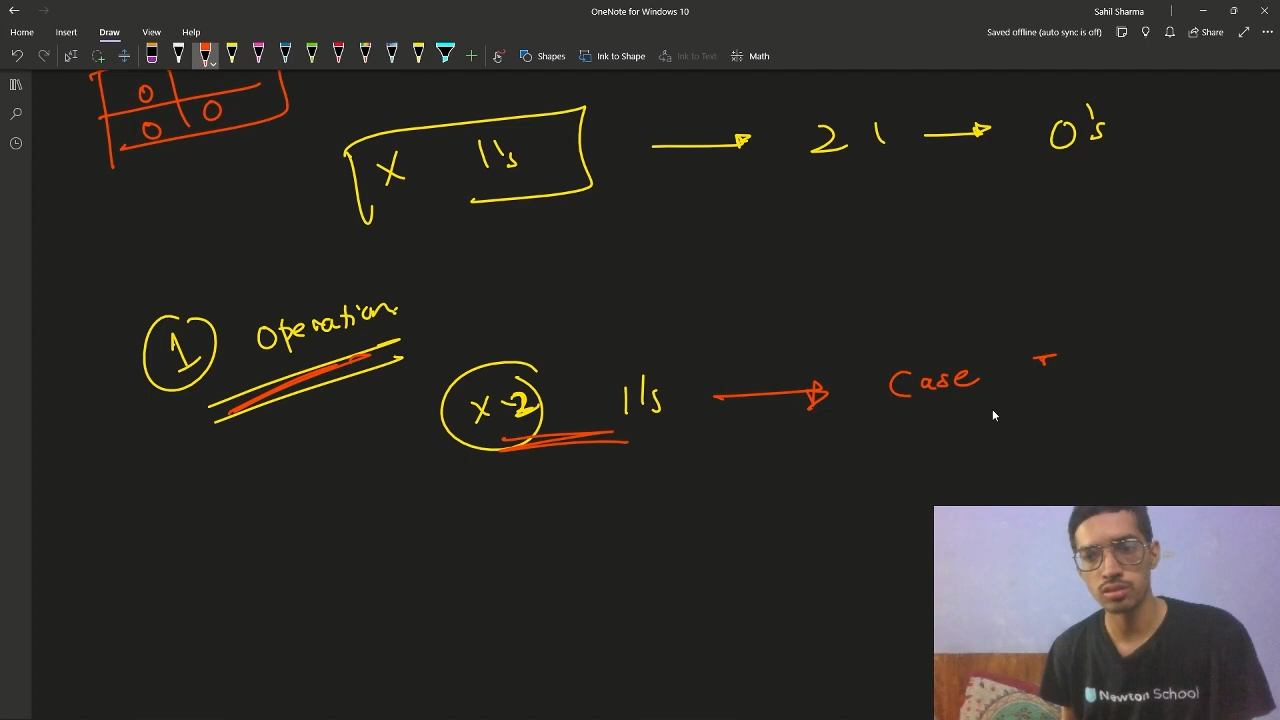 OneNote for Windows 10
Sahil Sharma
Home Insert Draw View Help
Saved offline (auto sync is off)
Share
Shapes Ink to Shape Ink to Text Math
0
0 0
x 1's 2 1 0's
1 Operation
x-2 1's Case
Newton School